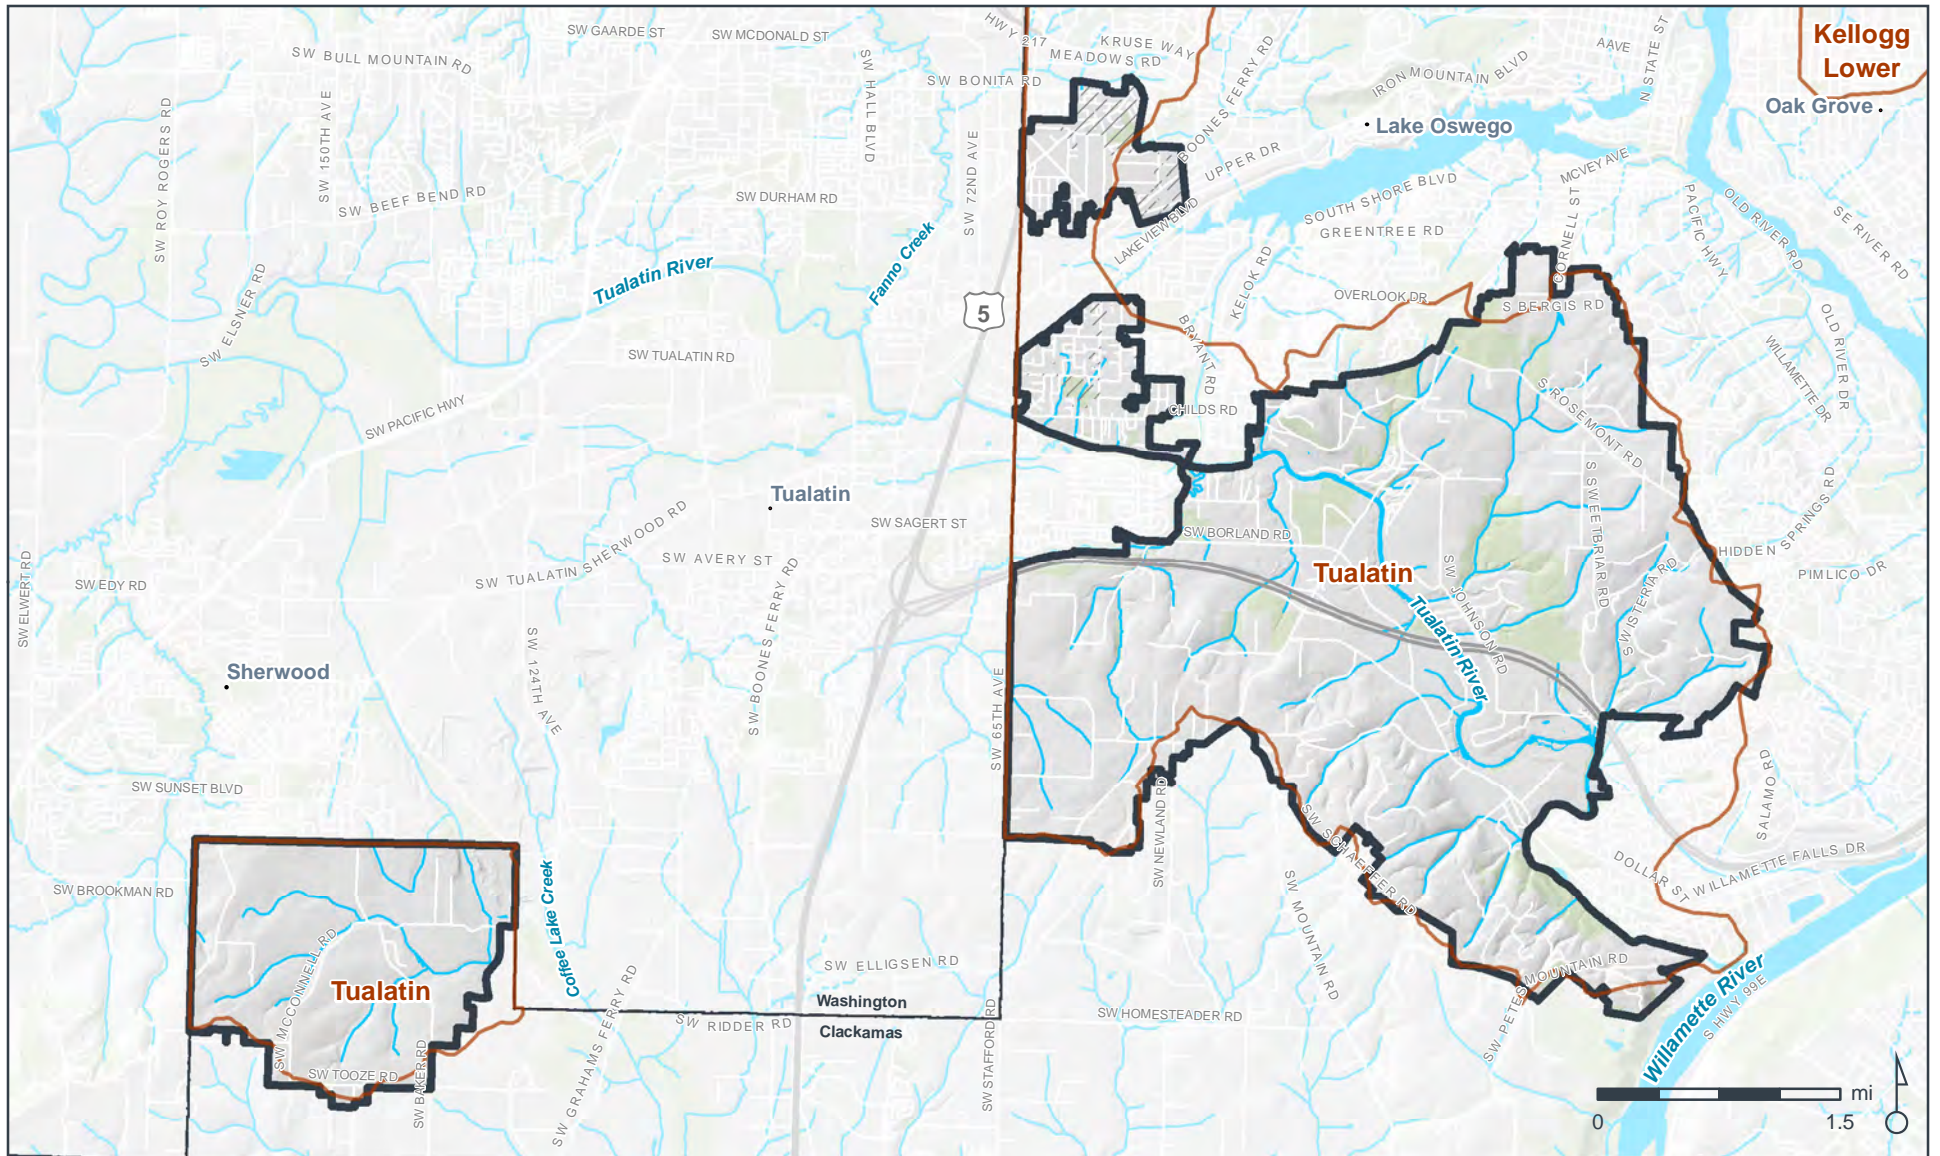 SW GAARDE ST
SW MCDONALD ST
HWY 217
KRUSE WAY
MEADOWS RD
SW BULL MOUNTAIN RD
SW BONITA RD
SW HALL BLVD
BOONES FERRY RD
IRON MOUNTAIN BLVD
A AVE
N STATE ST
Kellogg
Lower
Oak Grove
Lake Oswego
SW ROY ROGERS RD
SW 150TH AVE
SW BEEF BEND RD
SW DURHAM RD
SW 72ND AVE
UPPER DR
MCVEY AVE
SOUTH SHORE BLVD
GREENTREE RD
CORNELL ST
PACIFIC HWY
OLD RIVER RD
SE RIVER RD
LAKEVIEW BLVD
KELOK RD
Tualatin River
Fanno Creek
5
SW ELSNER RD
SW TUALATIN RD
OVERLOOK DR
S BERGIS RD
OLD RIVER DR
WILLAMETTE DR
BRYANT RD
CHILDS RD
SW PACIFIC HWY
S ROSEMONT RD
Tualatin
SW SAGERT ST
SW TUALATIN SHERWOOD RD
SW AVERY ST
SW BOONES FERRY RD
SW BORLAND RD
S SWEETBRIAR RD
HIDDEN SPRINGS RD
PIMLICO DR
SW ELWERT RD
SW EDY RD
Tualatin
SW JOHNSON RD
Tualatin River
S WISTERIA RD
Sherwood
SW 124TH AVE
SW 65TH AVE
SW SUNSET BLVD
SW NEWLAND RD
SW SCHAEFFER RD
SALAMO RD
DOLLAR ST
WILLAMETTE FALLS DR
SW BROOKMAN RD
Coffee Lake Creek
SW MCCONNELL RD
Tualatin
SW ELLIGSEN RD
SW MOUNTAIN RD
SW PETES MOUNTAIN RD
Willamette River
S HWY 99E
Washington
Clackamas
SW RIDDER RD
SW GRAHAMS FERRY RD
SW STAFFORD RD
SW HOMESTEADER RD
SW TOOZE RD
SW BAKER RD
mi
0
1.5